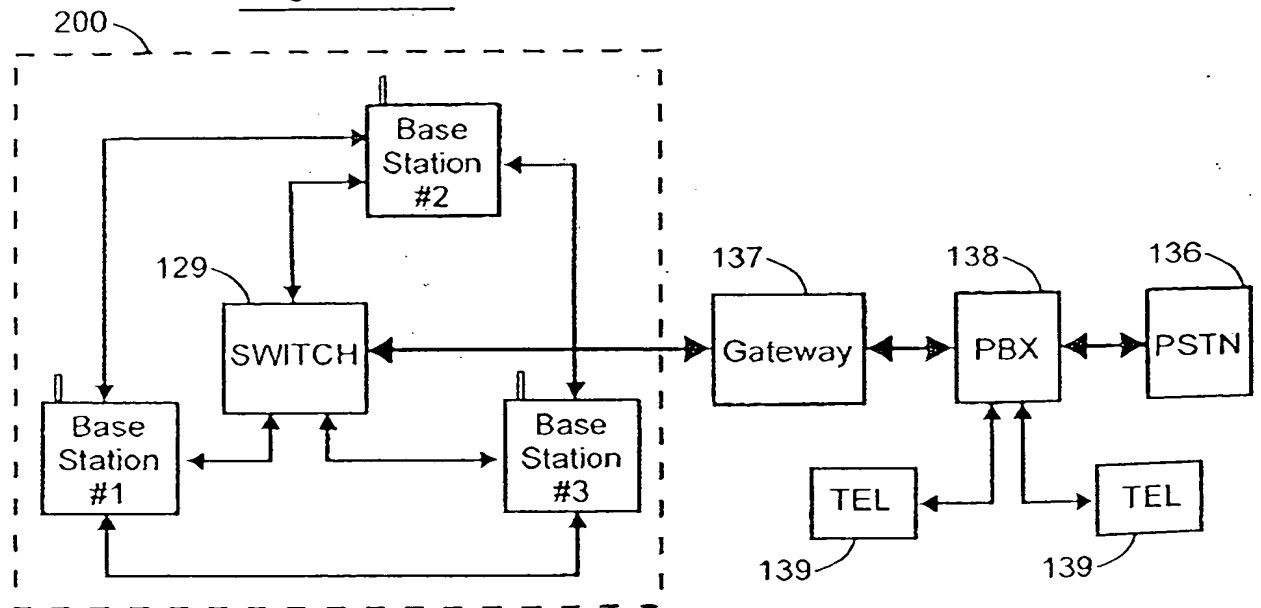 200
Base
Station
#2
129
SWITCH
137
Gateway
138
PBX
136
PSTN
Base
Station
#1
Base
Station
#3
TEL
139
TEL
139